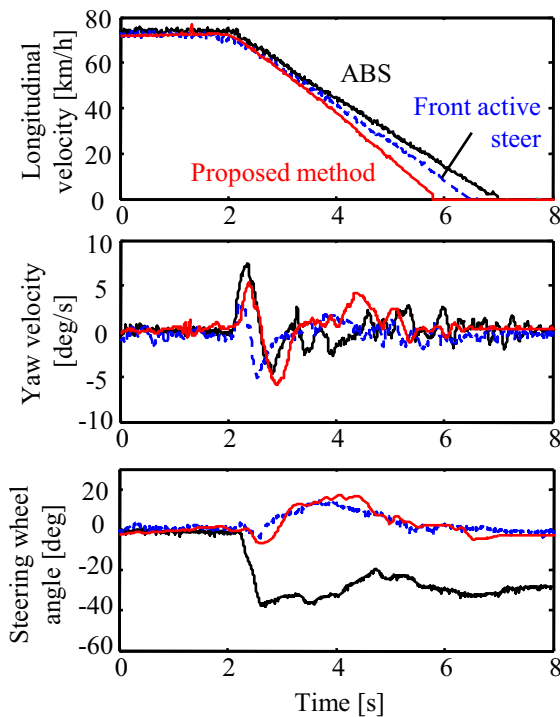 Longitudinal
velocity [km/h]
80
60
40
20
0
0
2
4
6
8
ABS
Front active
steer
Proposed method
Yaw velocity
[deg/s]
10
5
0
-5
-10
0
2
4
6
8
Steering wheel
angle [deg]
20
0
-20
-40
-60
0
2
4
6
8
Time [s]